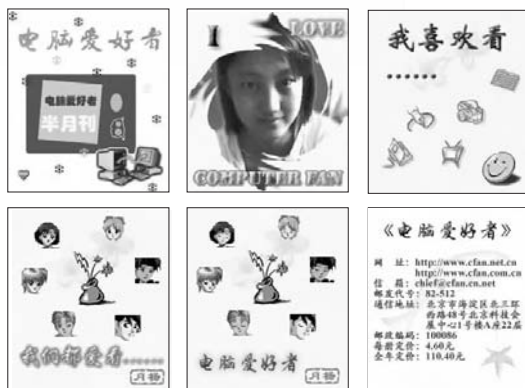 电脑爱好者
电脑爱好者
半月刊
I
LOVE
COMPUTER FAN
我喜欢看
......
我们都爱看......
月杨
电脑爱好者
月杨
《电脑爱好者》
网 址：http://www.cfan.net.cn
http://www.cfan.com.cn
信 箱：chief@cfan.cn.net
邮发代号：82-512
通信地址：北京市海淀区北三环
西路48号北京科技会
展中心1号楼A座22层
邮政编码：100086
每册定价：4.60元
全年定价：110.40元